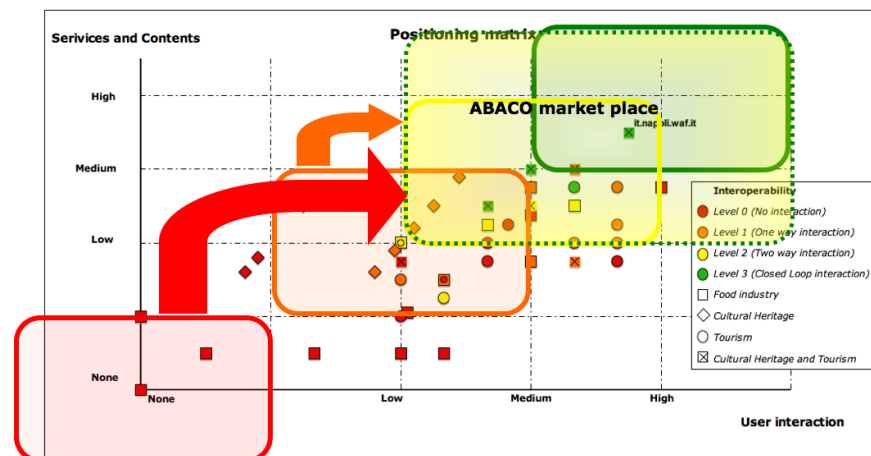 Serivices and Contents
Positioning matrix
High
ABACO market place
it.napoli.waf.it
Medium
Interoperability
Level 0 (No interaction)
Level 1 (One way interaction)
Low
Level 2 (Two way interaction)
Level 3 (Closed Loop interaction)
Food industry
Cultural Heritage
Tourism
Cultural Heritage and Tourism
None
None
Low
Medium
High
User interaction